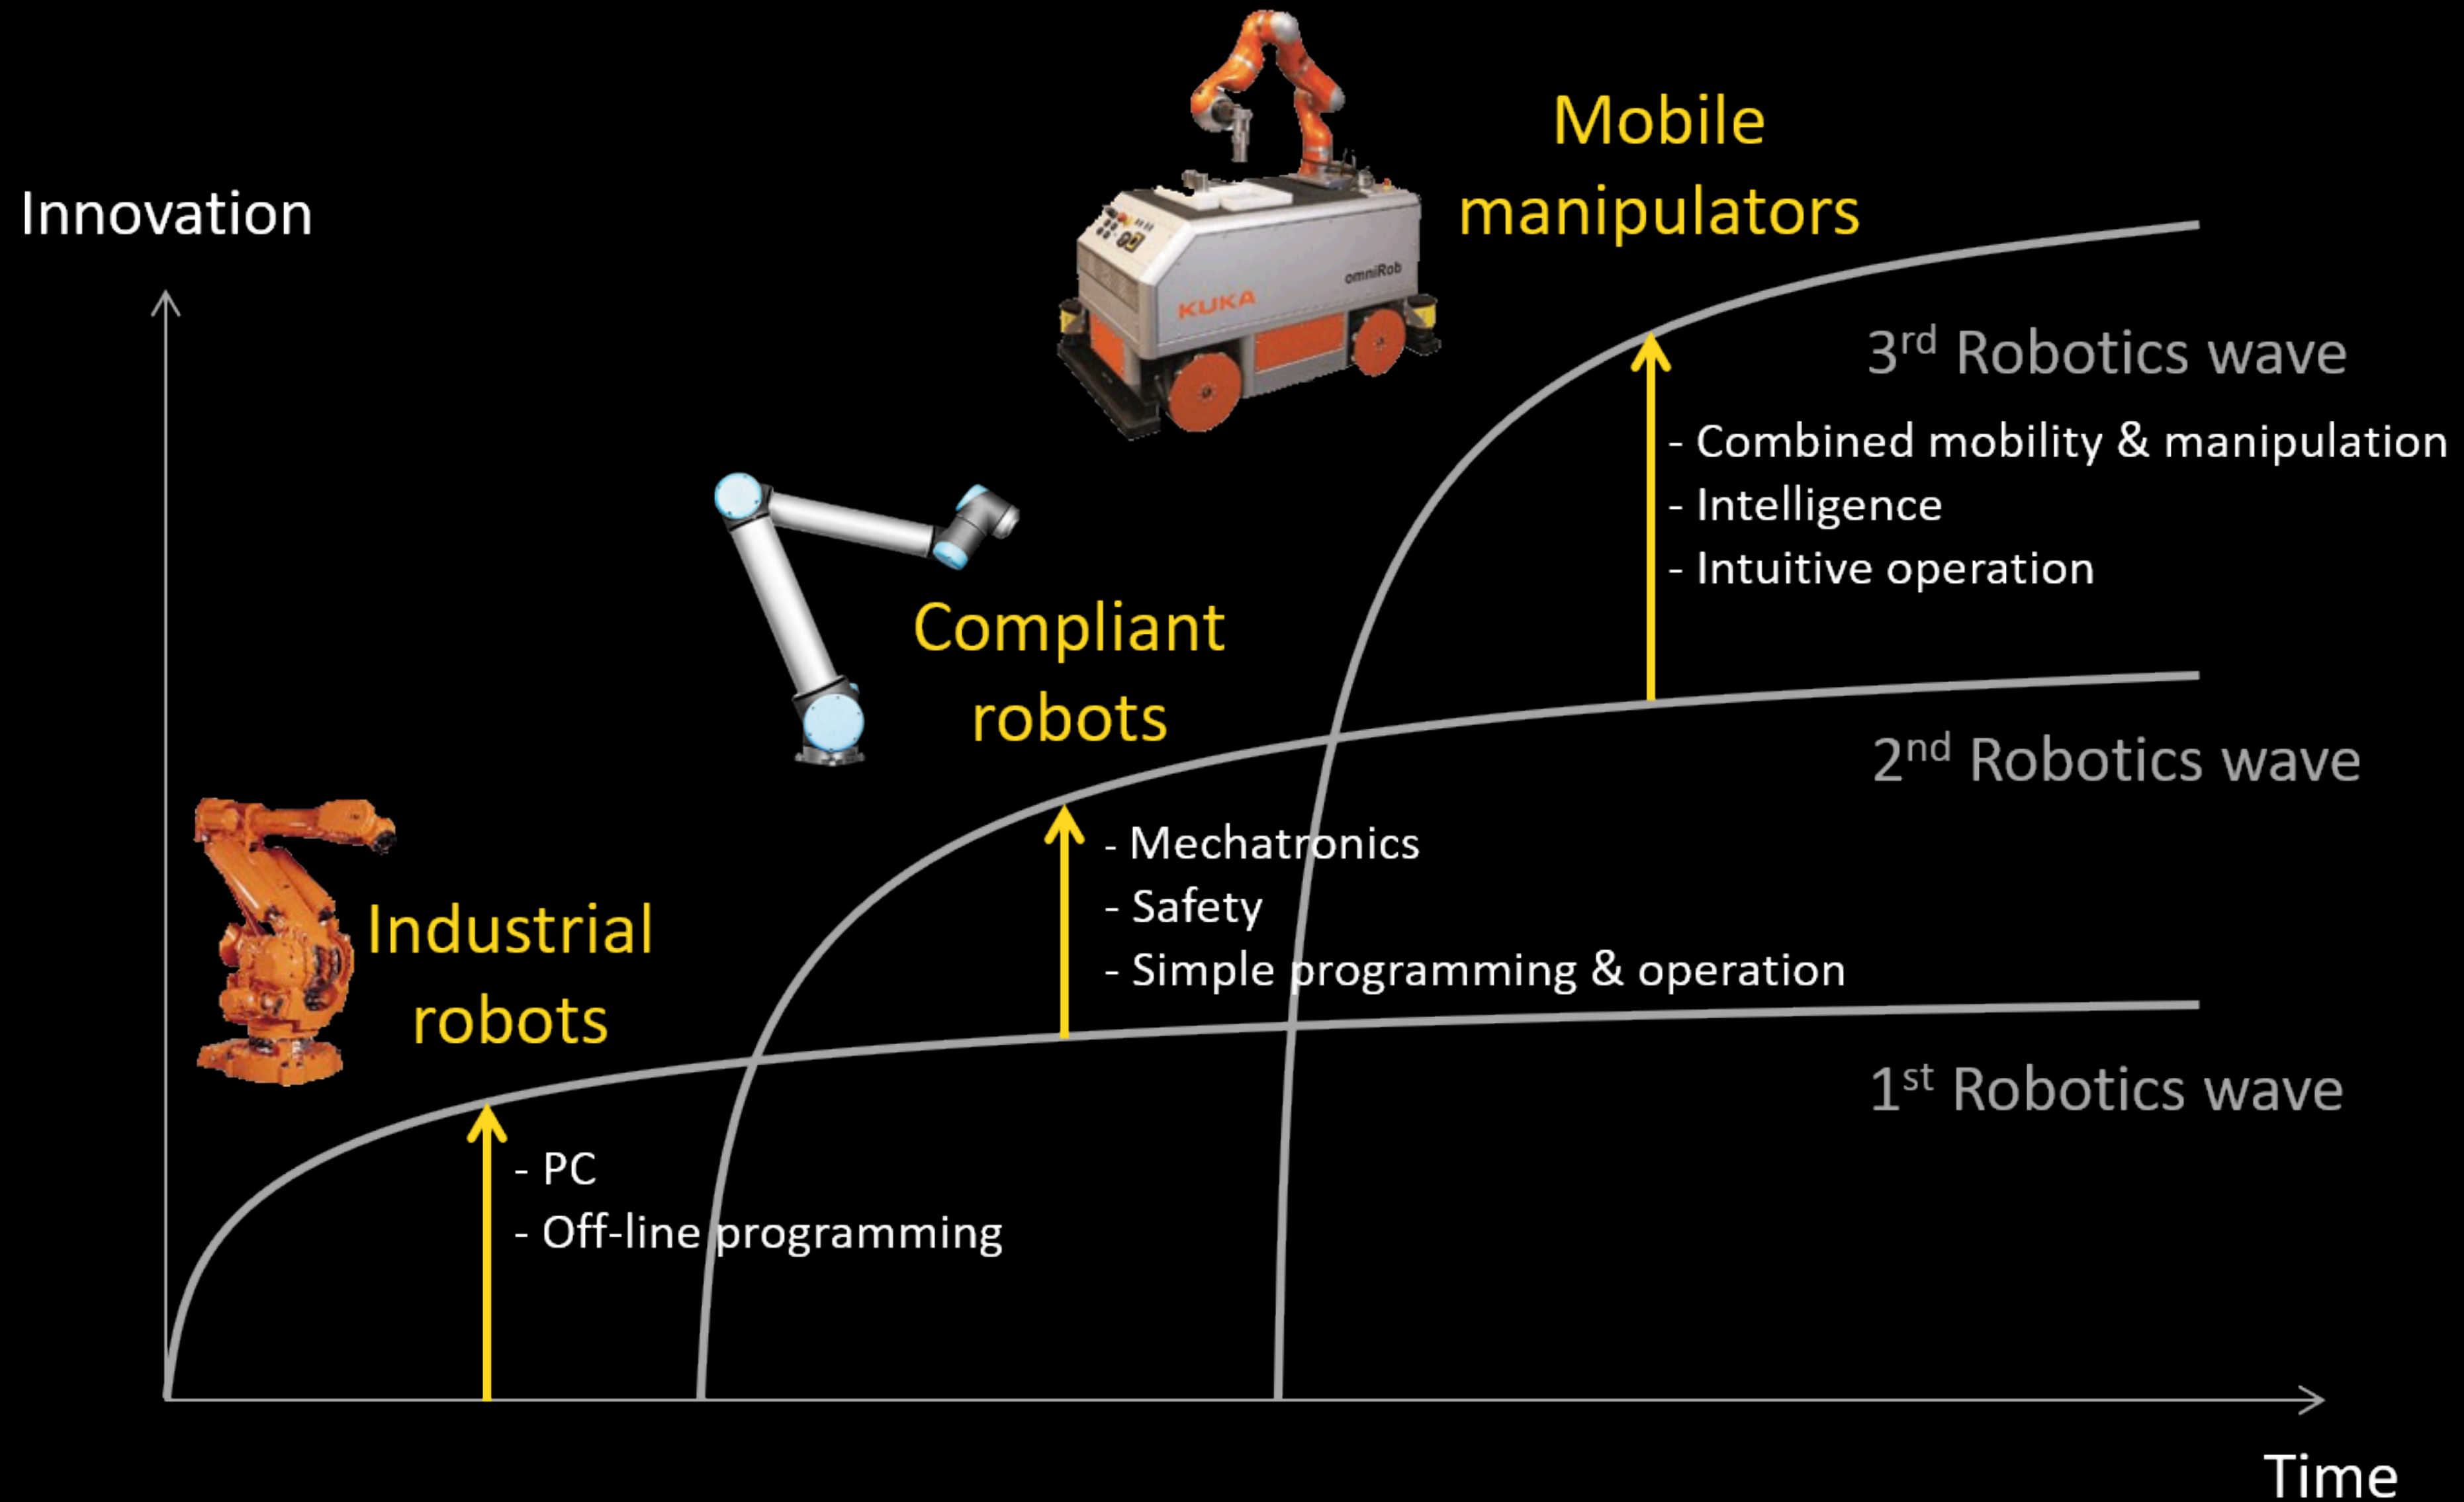 Innovation
Mobile
manipulators
omniRob
KUKA
3rd Robotics wave
- Combined mobility & manipulation
- Intelligence
- Intuitive operation
Compliant
robots
2nd Robotics wave
- Mechatronics
- Safety
- Simple programming & operation
Industrial
robots
1st Robotics wave
- PC
- Off-line programming
Time